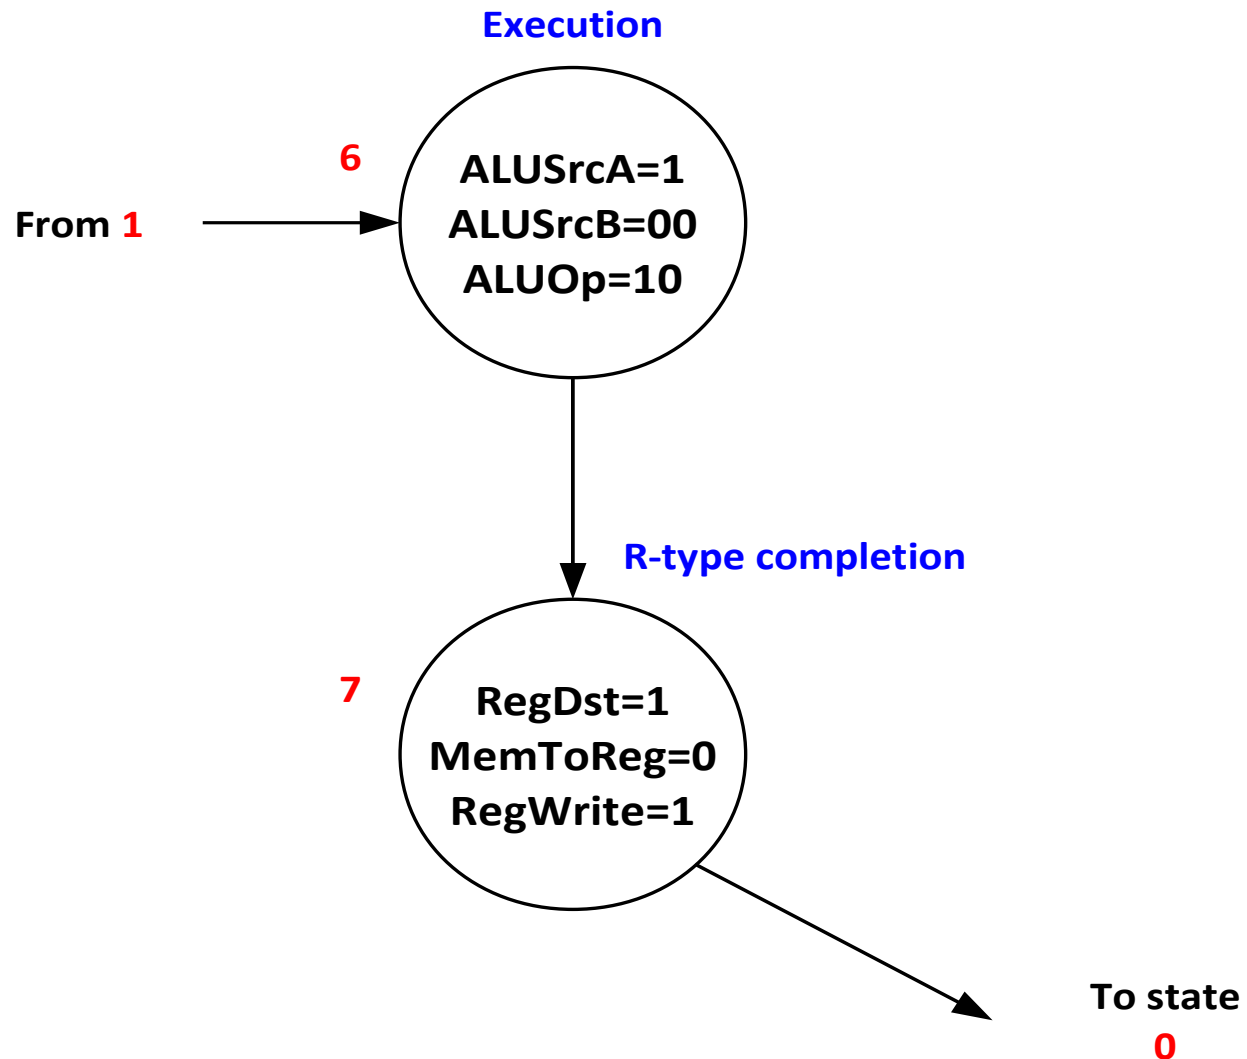 Execution
6
ALUSrcA=1
ALUSrcB=00
ALUOp=10
From 1
R-type completion
7
RegDst=1
MemToReg=0
RegWrite=1
To state
0